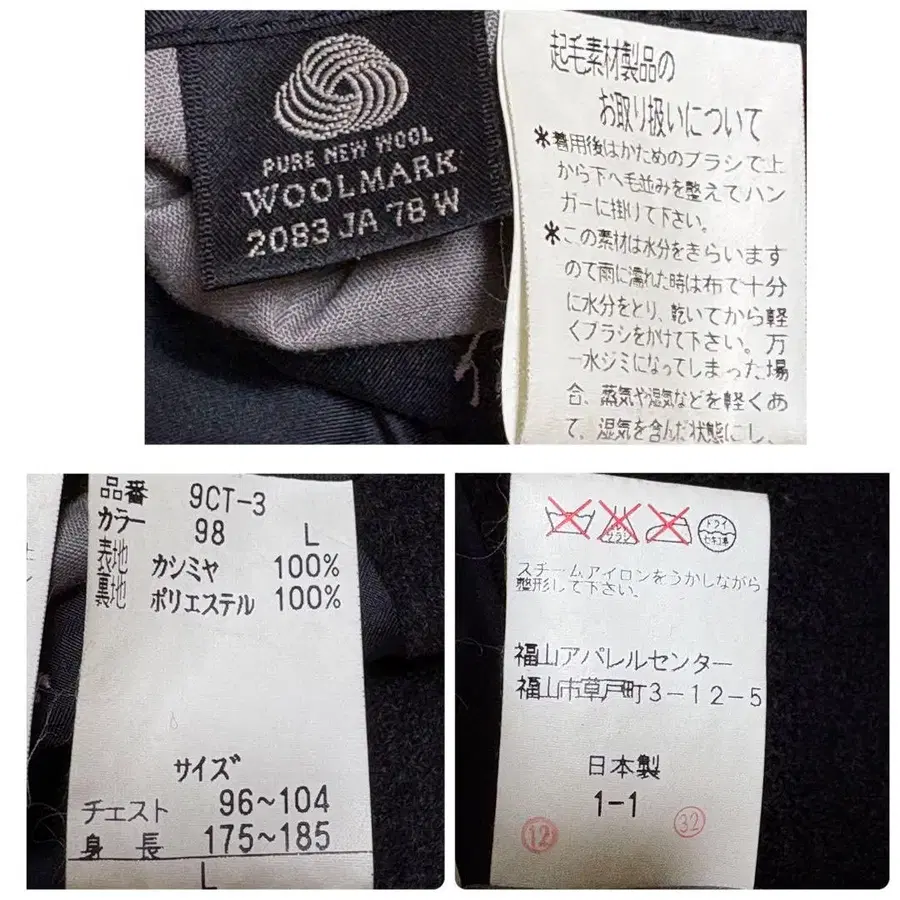 PURE NEW WOOL
WOOLMARK
2083 JA 78 W
起毛素材製品の
お取り扱いについて
*着用後はかためのブラシで上
から下へ毛並みを整えてハン
ガーに掛けて下さい。
*この素材は水分をきらいます
ので雨に濡れた時は布で十分
に水分をとり、乾いてから軽
くブラシをかけて下さい。万
一水ジミになってしまった場
合、蒸気や湿気などを軽くあ
て、湿気を含んだ状態にし、
品番 9CT-3
カラー 98 L
表地 カシミヤ 100%
裏地 ポリエステル 100%
サイズ
チェスト 96~104
身長 175~185
L
ドライ
セキユ系
スチームアイロンをうかしながら
整形して下さい。
福山アパレルセンター
福山市草戸町3-12-5
日本製
1-1
12
32